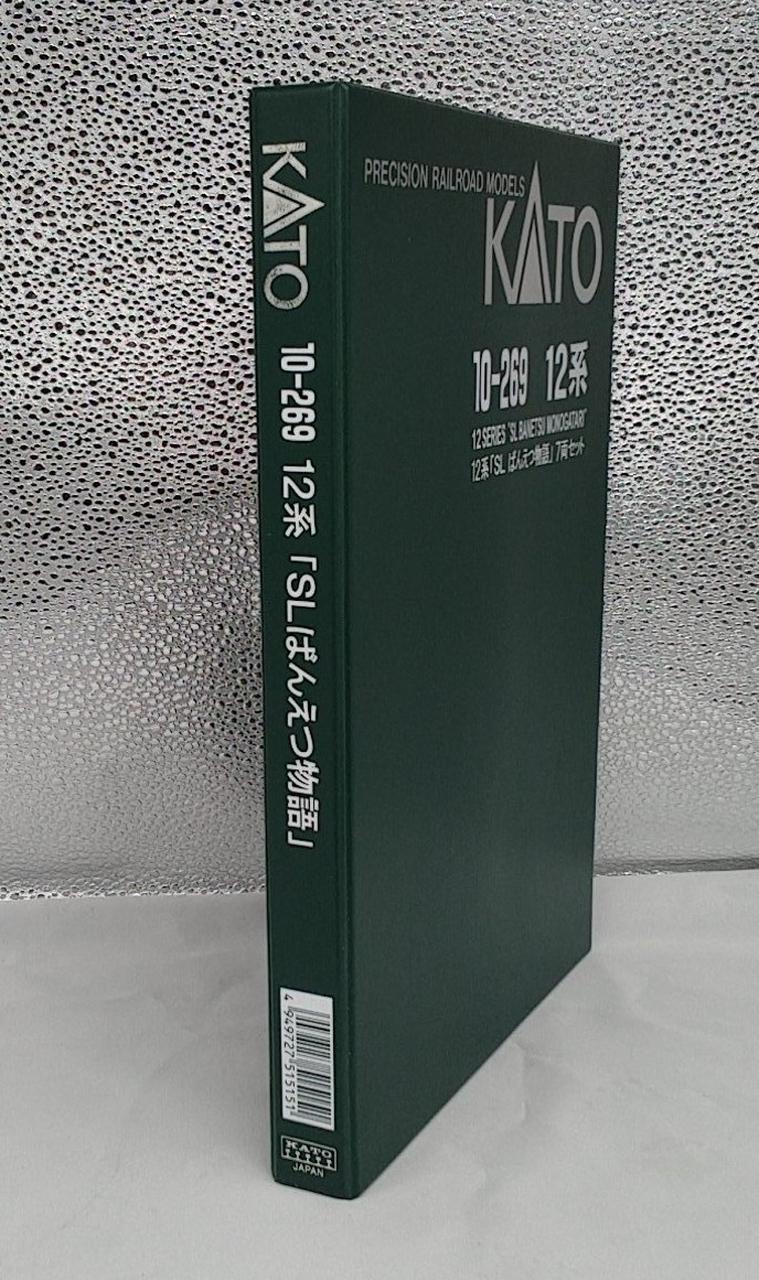 KATO
10-269 12系「SLばんえつ物語」
4 949727 515151
KATO
JAPAN
PRECISION RAILROAD MODELS
KATO
10-269 12系
12 SERIES "SL BANETSU MONOGATARI"
12系「SL ばんえつ物語」7両セット